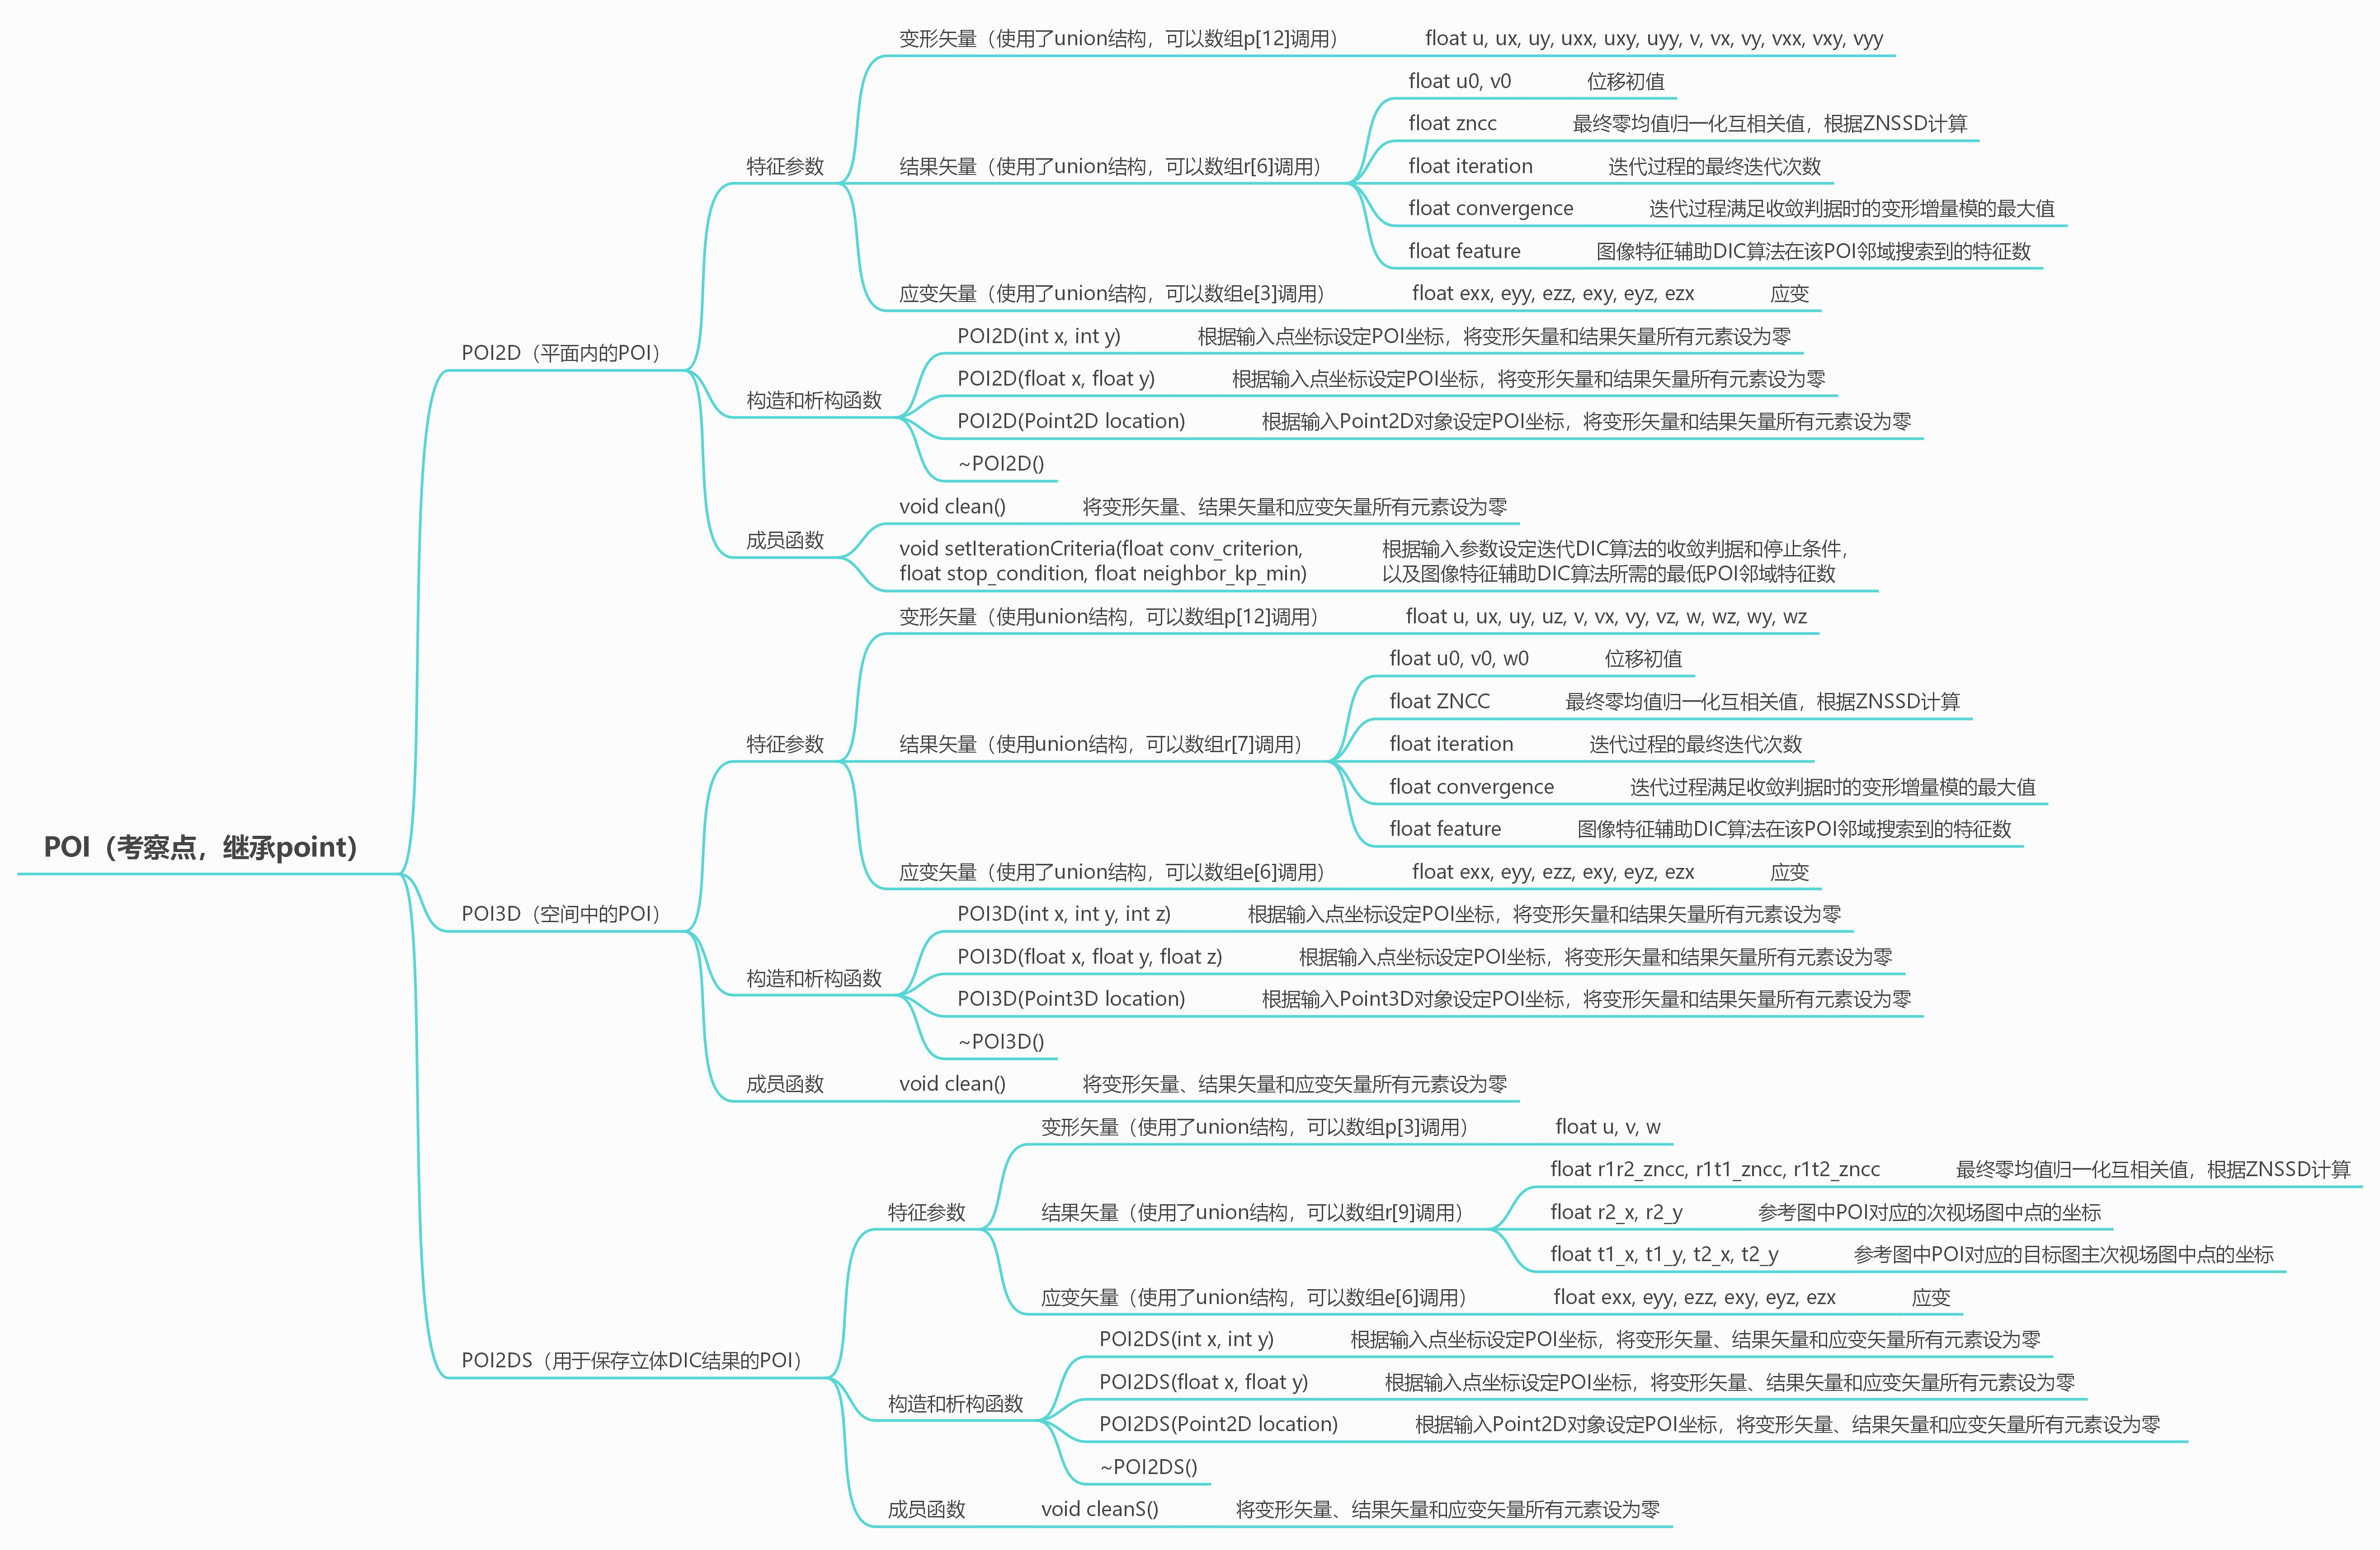 POI（考察点，继承point）
POI2D（平面内的POI）
特征参数
变形矢量（使用了union结构，可以数组p[12]调用）
float u, ux, uy, uxx, uxy, uyy, v, vx, vy, vxx, vxy, vyy
结果矢量（使用了union结构，可以数组r[6]调用）
float u0, v0
位移初值
float zncc
最终零均值归一化互相关值，根据ZNSSD计算
float iteration
迭代过程的最终迭代次数
float convergence
迭代过程满足收敛判据时的变形增量模的最大值
float feature
图像特征辅助DIC算法在该POI邻域搜索到的特征数
应变矢量（使用了union结构，可以数组e[3]调用）
float exx, eyy, ezz, exy, eyz, ezx
应变
构造和析构函数
POI2D(int x, int y)
根据输入点坐标设定POI坐标，将变形矢量和结果矢量所有元素设为零
POI2D(float x, float y)
根据输入点坐标设定POI坐标，将变形矢量和结果矢量所有元素设为零
POI2D(Point2D location)
根据输入Point2D对象设定POI坐标，将变形矢量和结果矢量所有元素设为零
~POI2D()
成员函数
void clean()
将变形矢量、结果矢量和应变矢量所有元素设为零
void setIterationCriteria(float conv_criterion,
float stop_condition, float neighbor_kp_min)
根据输入参数设定迭代DIC算法的收敛判据和停止条件，
以及图像特征辅助DIC算法所需的最低POI邻域特征数
POI3D（空间中的POI）
特征参数
变形矢量（使用union结构，可以数组p[12]调用）
float u, ux, uy, uz, v, vx, vy, vz, w, wz, wy, wz
结果矢量（使用union结构，可以数组r[7]调用）
float u0, v0, w0
位移初值
float ZNCC
最终零均值归一化互相关值，根据ZNSSD计算
float iteration
迭代过程的最终迭代次数
float convergence
迭代过程满足收敛判据时的变形增量模的最大值
float feature
图像特征辅助DIC算法在该POI邻域搜索到的特征数
应变矢量（使用了union结构，可以数组e[6]调用）
float exx, eyy, ezz, exy, eyz, ezx
应变
构造和析构函数
POI3D(int x, int y, int z)
根据输入点坐标设定POI坐标，将变形矢量和结果矢量所有元素设为零
POI3D(float x, float y, float z)
根据输入点坐标设定POI坐标，将变形矢量和结果矢量所有元素设为零
POI3D(Point3D location)
根据输入Point3D对象设定POI坐标，将变形矢量和结果矢量所有元素设为零
~POI3D()
成员函数
void clean()
将变形矢量、结果矢量和应变矢量所有元素设为零
POI2DS（用于保存立体DIC结果的POI）
特征参数
变形矢量（使用了union结构，可以数组p[3]调用）
float u, v, w
结果矢量（使用了union结构，可以数组r[9]调用）
float r1r2_zncc, r1t1_zncc, r1t2_zncc
最终零均值归一化互相关值，根据ZNSSD计算
float r2_x, r2_y
参考图中POI对应的次视场图中点的坐标
float t1_x, t1_y, t2_x, t2_y
参考图中POI对应的目标图主次视场图中点的坐标
应变矢量（使用了union结构，可以数组e[6]调用）
float exx, eyy, ezz, exy, eyz, ezx
应变
构造和析构函数
POI2DS(int x, int y)
根据输入点坐标设定POI坐标，将变形矢量、结果矢量和应变矢量所有元素设为零
POI2DS(float x, float y)
根据输入点坐标设定POI坐标，将变形矢量、结果矢量和应变矢量所有元素设为零
POI2DS(Point2D location)
根据输入Point2D对象设定POI坐标，将变形矢量、结果矢量和应变矢量所有元素设为零
~POI2DS()
成员函数
void cleanS()
将变形矢量、结果矢量和应变矢量所有元素设为零